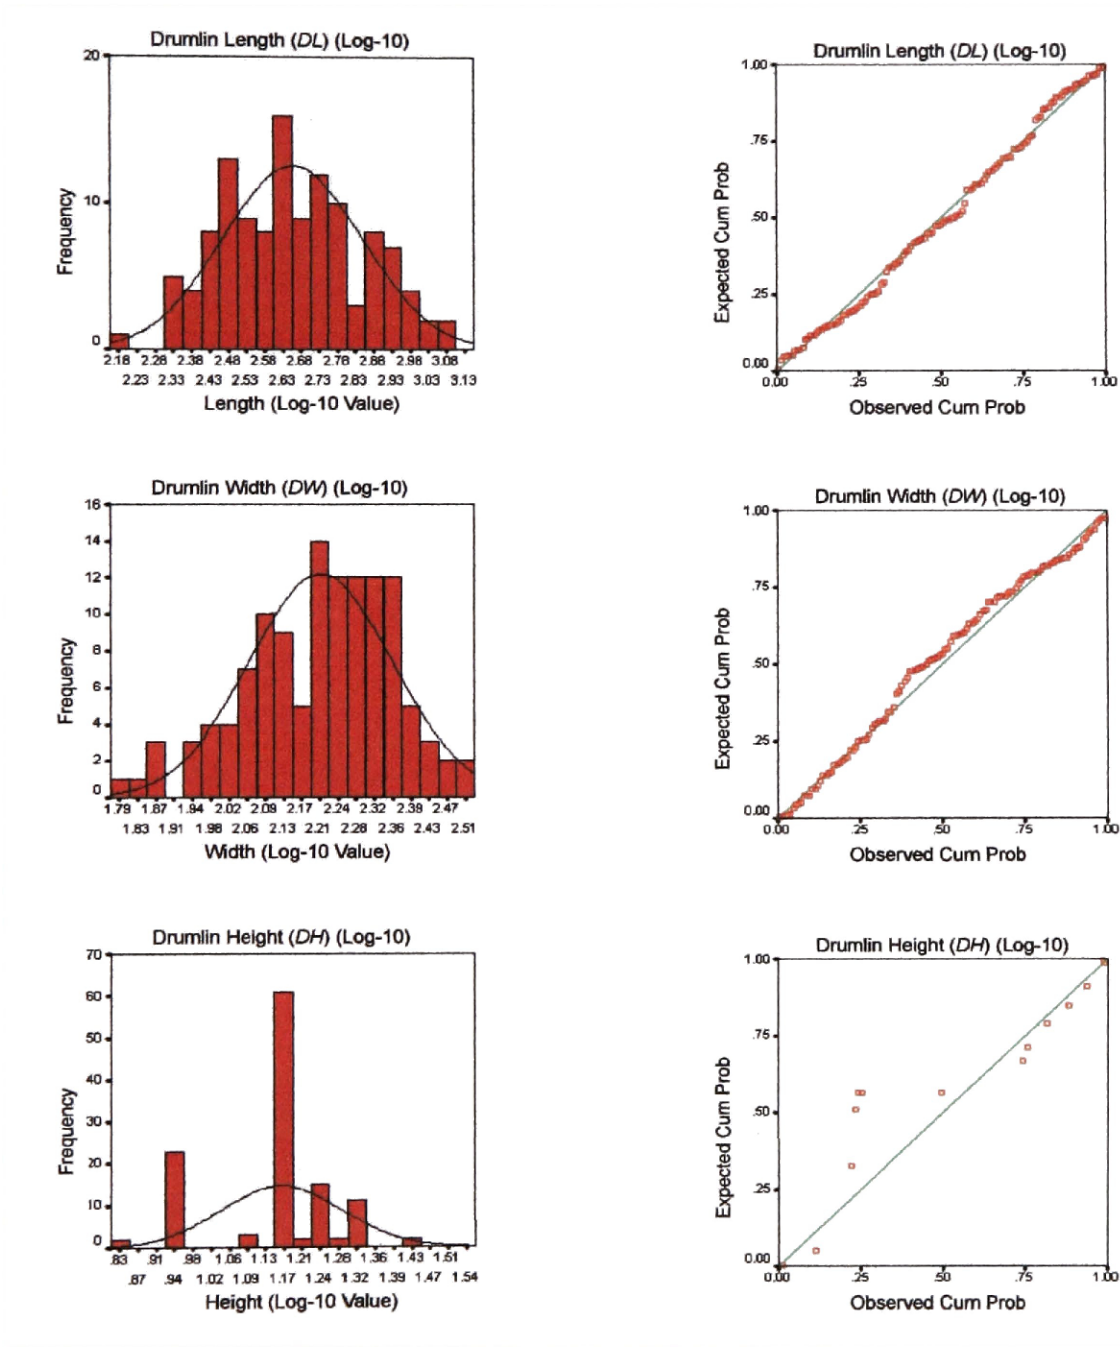 Drumlin Length (DL) (Log-10)
20
10
0
Frequency
2.18 2.28 2.38 2.48 2.58 2.68 2.78 2.88 2.98 3.08
2.23 2.33 2.43 2.53 2.63 2.73 2.83 2.93 3.03 3.13
Length (Log-10 Value)
Drumlin Length (DL) (Log-10)
1.00
.75
.50
.25
0.00
Expected Cum Prob
0.00 .25 .50 .75 1.00
Observed Cum Prob
Drumlin Width (DW) (Log-10)
16
14
12
10
8
6
4
2
0
Frequency
1.79 1.87 1.94 2.02 2.09 2.17 2.24 2.32 2.39 2.47
1.83 1.91 1.98 2.06 2.13 2.21 2.28 2.36 2.43 2.51
Width (Log-10 Value)
Drumlin Width (DW) (Log-10)
1.00
.75
.50
.25
0.00
Expected Cum Prob
0.00 .25 .50 .75 1.00
Observed Cum Prob
Drumlin Height (DH) (Log-10)
70
60
50
40
30
20
10
0
Frequency
.83 .91 .98 1.06 1.13 1.21 1.28 1.36 1.43 1.51
.87 .94 1.02 1.09 1.17 1.24 1.32 1.39 1.47 1.54
Height (Log-10 Value)
Drumlin Height (DH) (Log-10)
1.00
.75
.50
.25
0.00
Expected Cum Prob
0.00 .25 .50 .75 1.00
Observed Cum Prob